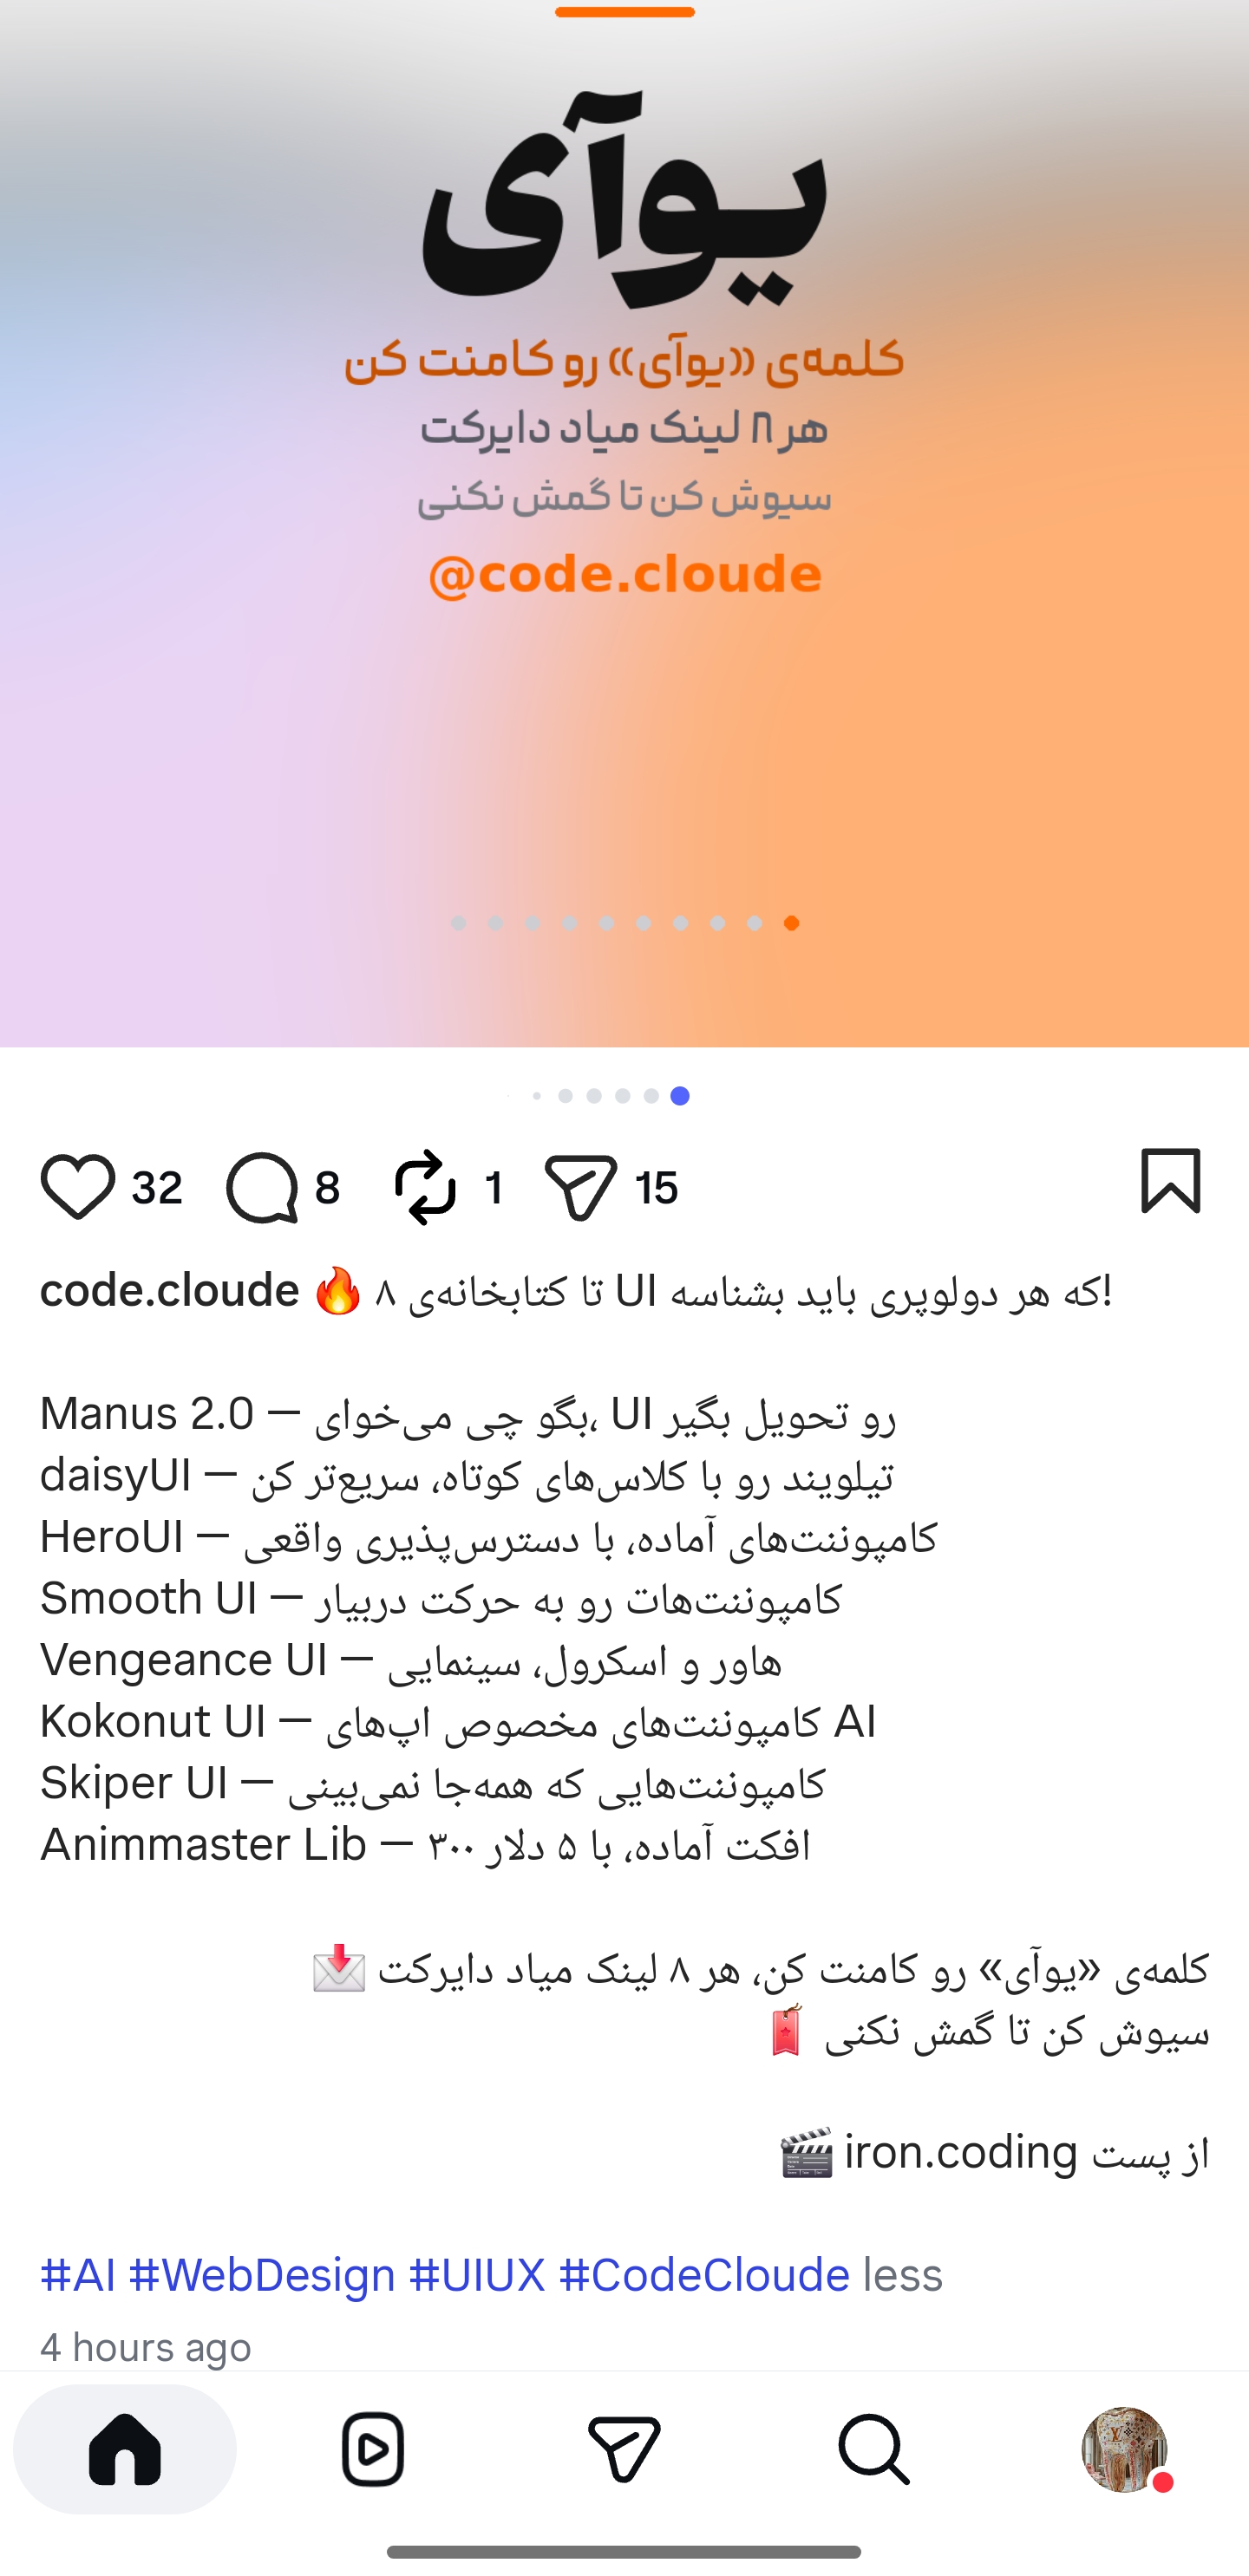 یوآی
کلمه‌ی «یوآی» رو کامنت کن
هر ۸ لینک میاد دایرکت
سیوش کن تا گمش نکنی
@code.cloude
32 8 1 15
code.cloude 🔥 ۸ تا کتابخانه‌ی UI که هر دولوپری باید بشناسه!
Manus 2.0 — بگو چی می‌خوای، UI رو تحویل بگیر
daisyUI — تیلویند رو با کلاس‌های کوتاه، سریع‌تر کن
HeroUI — کامپوننت‌های آماده، با دسترس‌پذیری واقعی
Smooth UI — کامپوننت‌هات رو به حرکت دربیار
Vengeance UI — هاور و اسکرول، سینمایی
Kokonut UI — کامپوننت‌های مخصوص اپ‌های AI
Skiper UI — کامپوننت‌هایی که همه‌جا نمی‌بینی
Animmaster Lib — ۳۰۰ افکت آماده، با ۵ دلار
کلمه‌ی «یوآی» رو کامنت کن، هر ۸ لینک میاد دایرکت 📩
سیوش کن تا گمش نکنی 🔖
از پست iron.coding 🎬
#AI #WebDesign #UIUX #CodeCloude less
4 hours ago